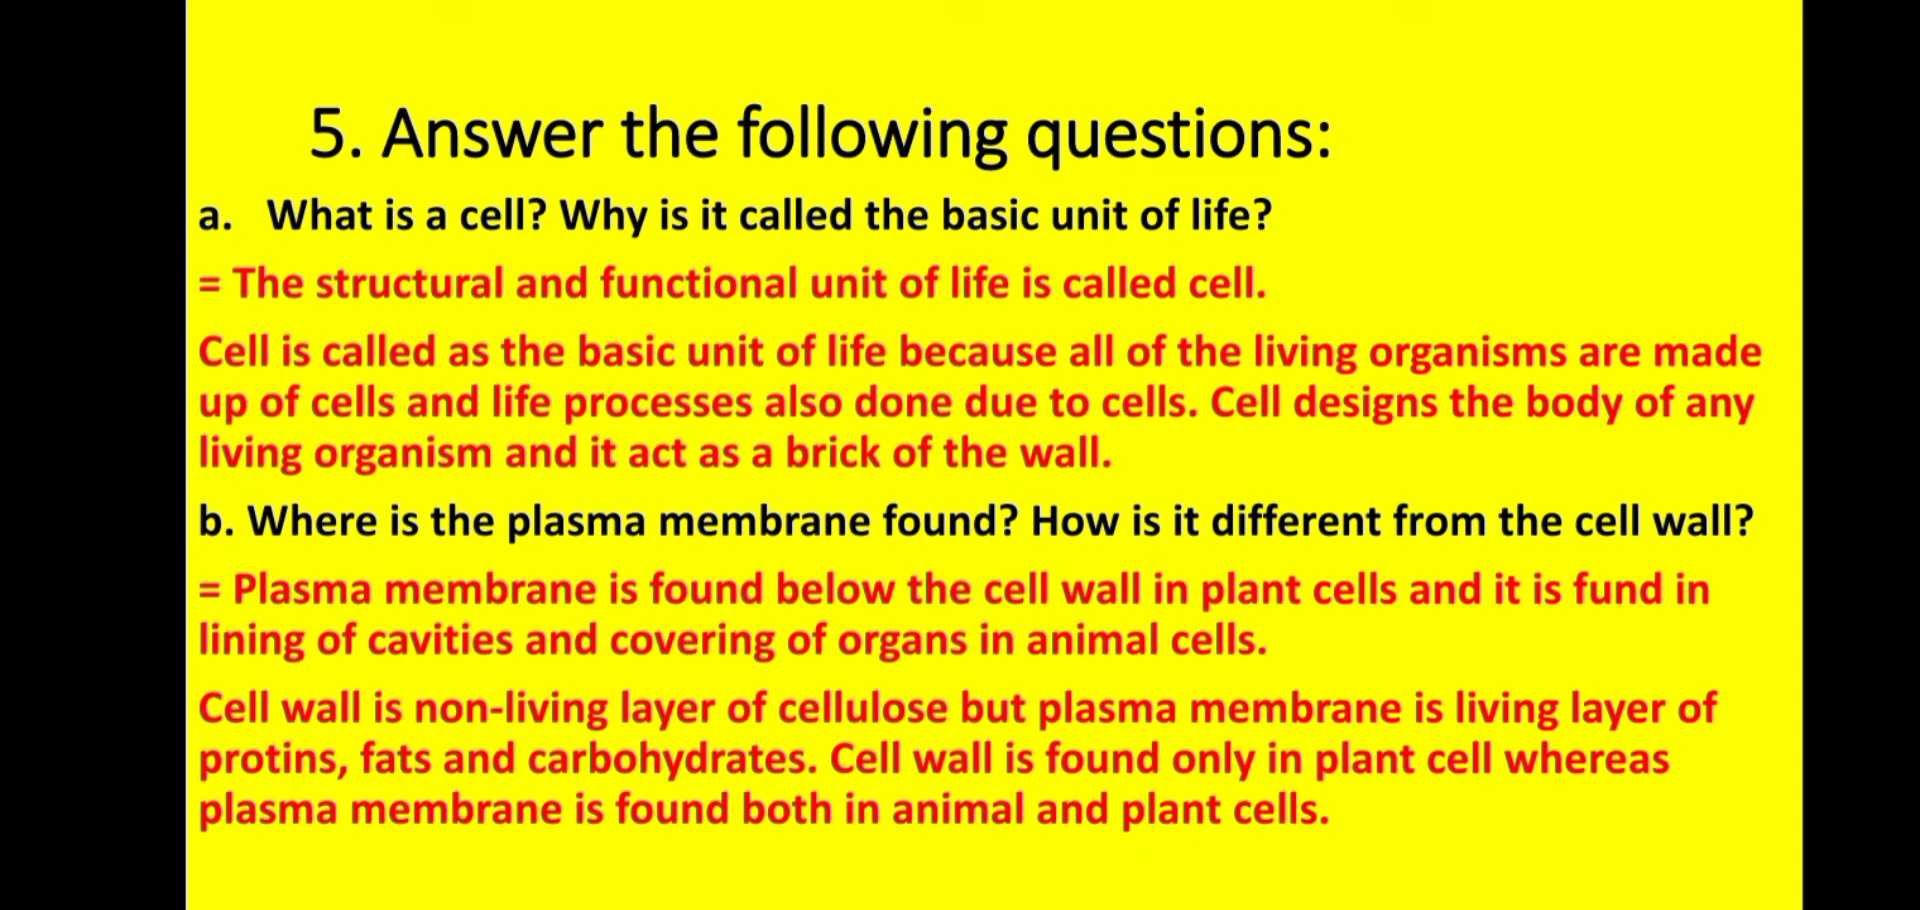 5. Answer the following questions:
a. What is a cell? Why is it called the basic unit of life?
= The structural and functional unit of life is called cell.
Cell is called as the basic unit of life because all of the living organisms are made
up of cells and life processes also done due to cells. Cell designs the body of any
living organism and it act as a brick of the wall.
b. Where is the plasma membrane found? How is it different from the cell wall?
= Plasma membrane is found below the cell wall in plant cells and it is fund in
lining of cavities and covering of organs in animal cells.
Cell wall is non-living layer of cellulose but plasma membrane is living layer of
protins, fats and carbohydrates. Cell wall is found only in plant cell whereas
plasma membrane is found both in animal and plant cells.